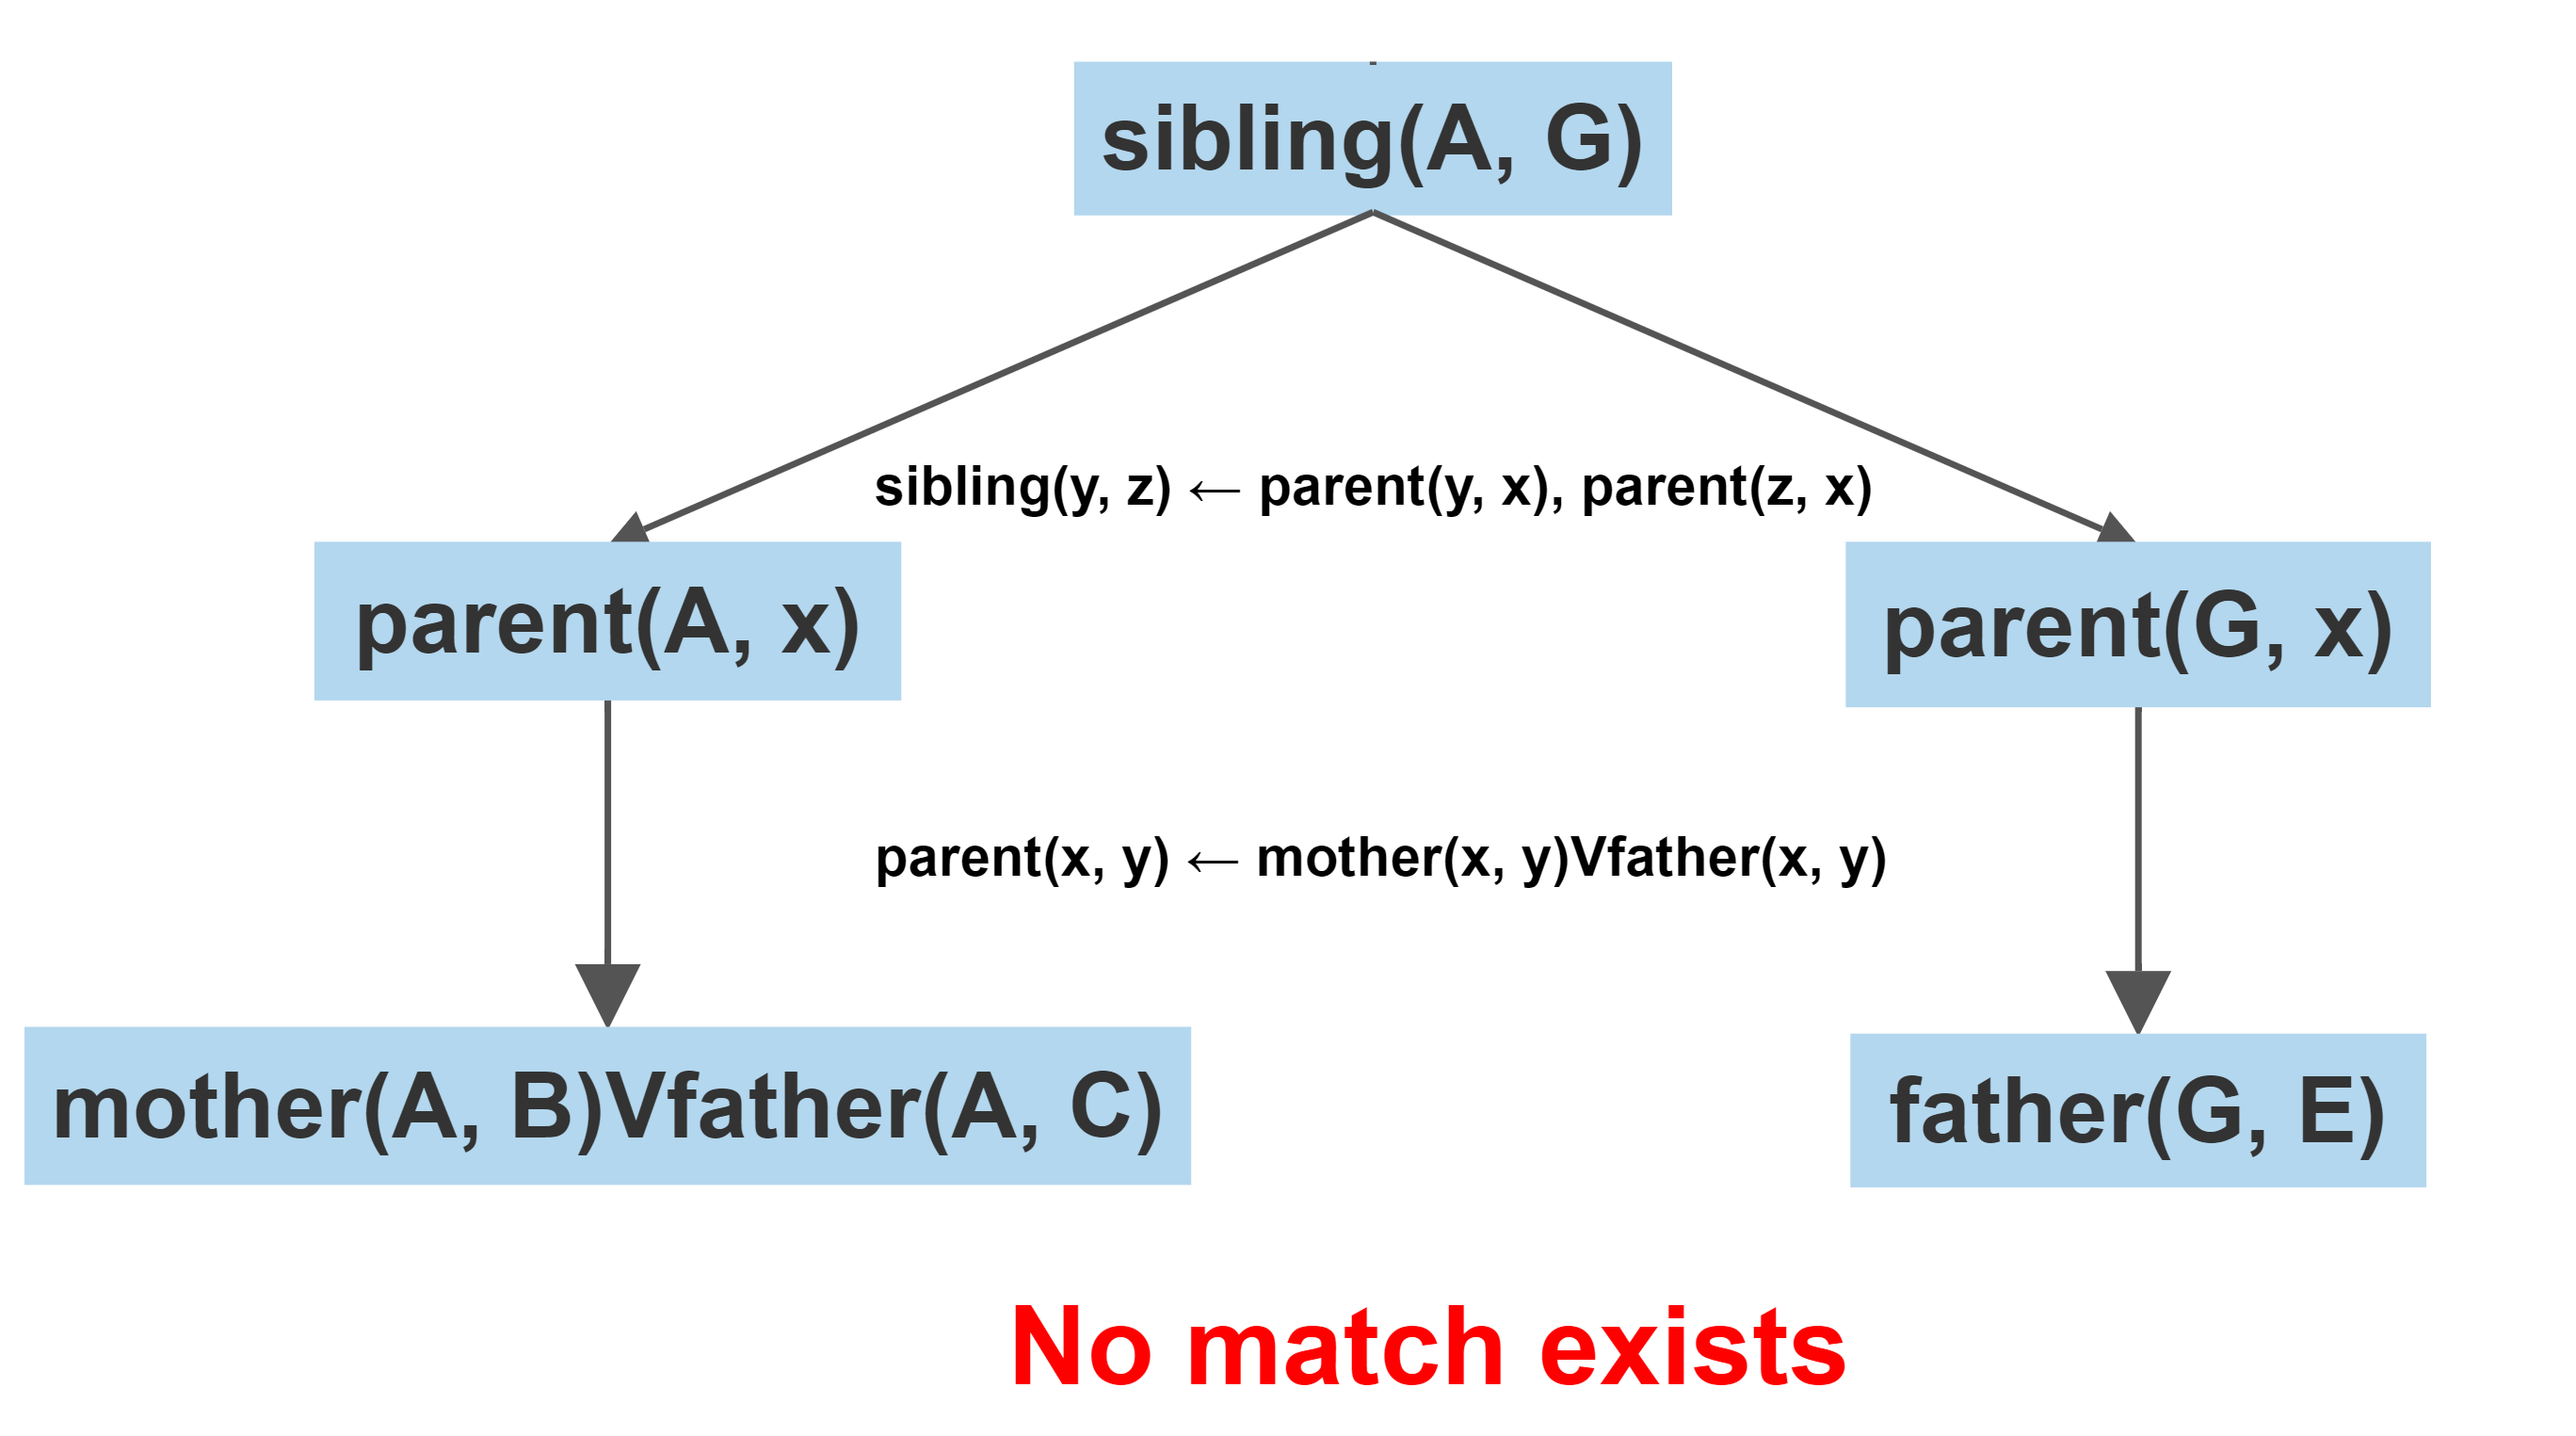 sibling(A, G)
sibling(y, z) ← parent(y, x), parent(z, x)
parent(A, x)
parent(G, x)
parent(x, y) ← mother(x, y)Vfather(x, y)
mother(A, B)Vfather(A, C)
father(G, E)
No match exists